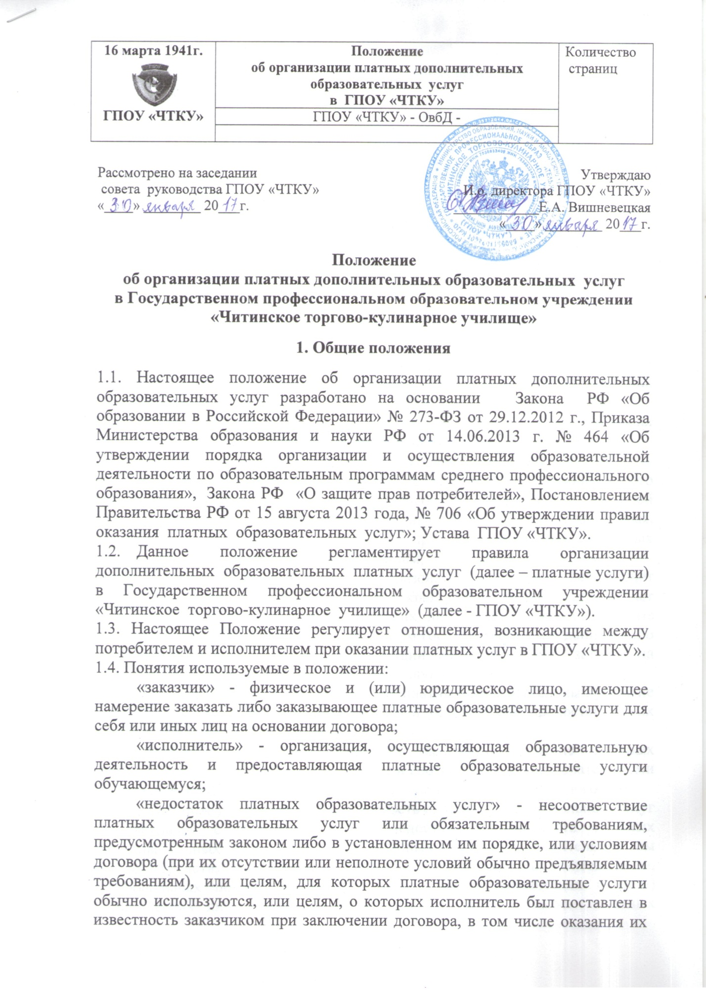 16 марта 1941г.
ГПОУ «ЧТКУ»
Положение
об организации платных дополнительных
образовательных услуг
в ГПОУ «ЧТКУ»
ГПОУ «ЧТКУ» - ОвбД -
Количество
страниц
Рассмотрено на заседании
совета руководства ГПОУ «ЧТКУ»
«30» января 2017г.
Утверждаю
И.о. директора ГПОУ «ЧТКУ»
Е.А. Вишневецкая
«30» января 2017г.
Положение
об организации платных дополнительных образовательных услуг
в Государственном профессиональном образовательном учреждении
«Читинское торгово-кулинарное училище»
1. Общие положения
1.1. Настоящее положение об организации платных дополнительных
образовательных услуг разработано на основании Закона РФ «Об
образовании в Российской Федерации» № 273-ФЗ от 29.12.2012 г., Приказа
Министерства образования и науки РФ от 14.06.2013 г. № 464 «Об
утверждении порядка организации и осуществления образовательной
деятельности по образовательным программам среднего профессионального
образования», Закона РФ «О защите прав потребителей», Постановлением
Правительства РФ от 15 августа 2013 года, № 706 «Об утверждении правил
оказания платных образовательных услуг»; Устава ГПОУ «ЧТКУ».
1.2. Данное положение регламентирует правила организации
дополнительных образовательных платных услуг (далее – платные услуги)
в Государственном профессиональном образовательном учреждении
«Читинское торгово-кулинарное училище» (далее - ГПОУ «ЧТКУ»).
1.3. Настоящее Положение регулирует отношения, возникающие между
потребителем и исполнителем при оказании платных услуг в ГПОУ «ЧТКУ».
1.4. Понятия используемые в положении:
«заказчик» - физическое и (или) юридическое лицо, имеющее
намерение заказать либо заказывающее платные образовательные услуги для
себя или иных лиц на основании договора;
«исполнитель» - организация, осуществляющая образовательную
деятельность и предоставляющая платные образовательные услуги
обучающемуся;
«недостаток платных образовательных услуг» - несоответствие
платных образовательных услуг или обязательным требованиям,
предусмотренным законом либо в установленном им порядке, или условиям
договора (при их отсутствии или неполноте условий обычно предъявляемым
требованиям), или целям, для которых платные образовательные услуги
обычно используются, или целям, о которых исполнитель был поставлен в
известность заказчиком при заключении договора, в том числе оказания их